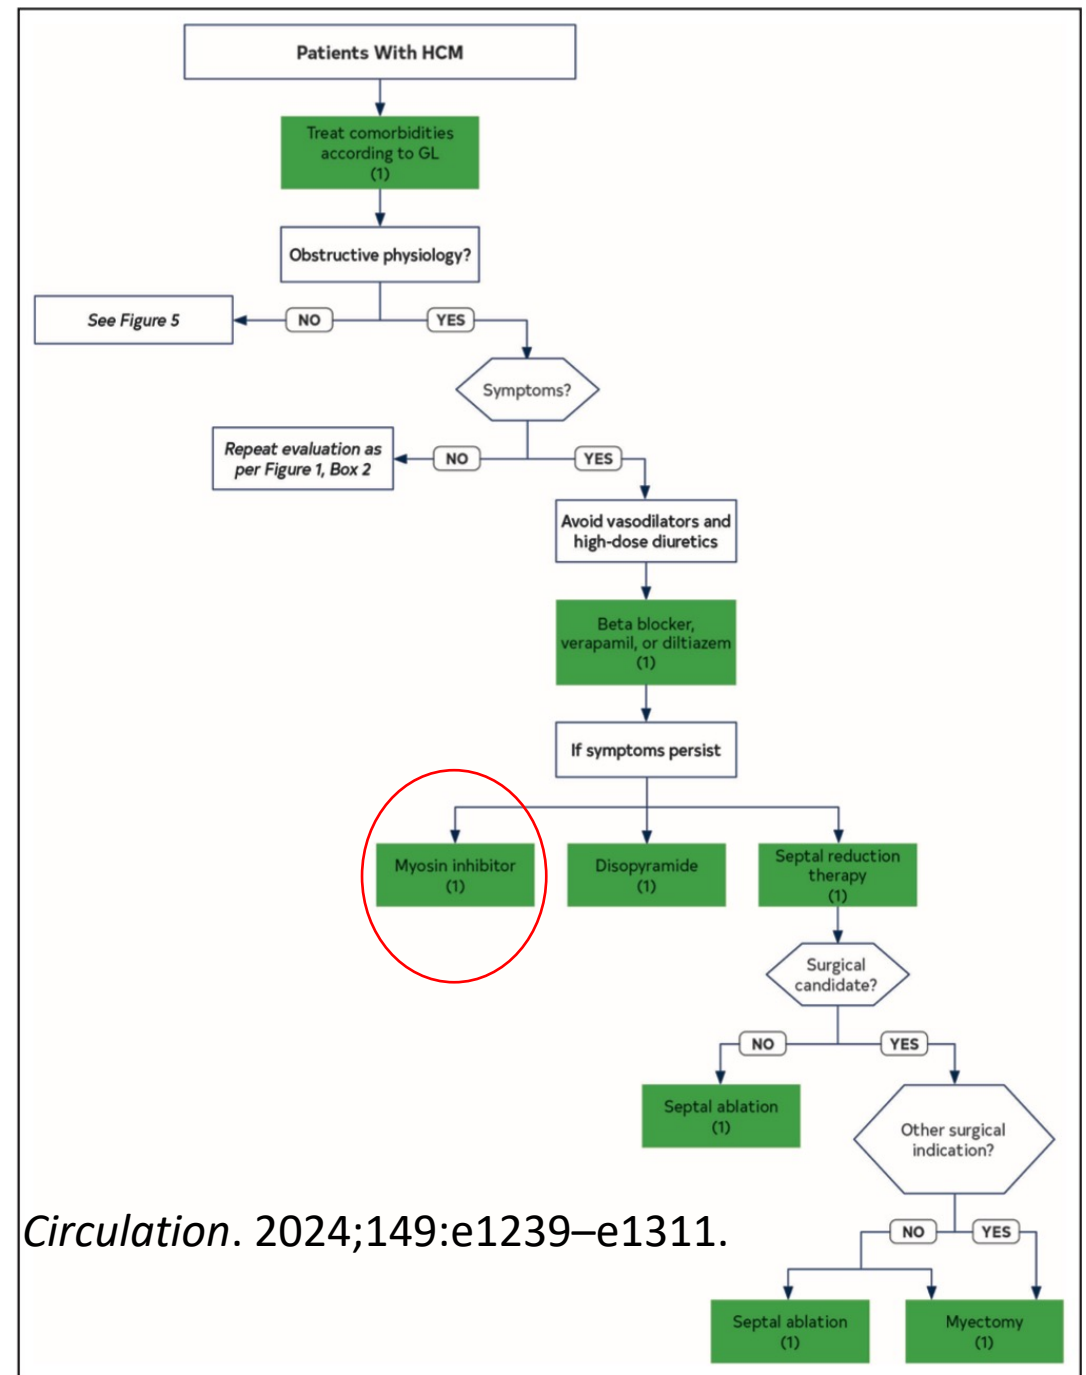 Patients With HCM
Treat comorbidities
according to GL
(1)
Obstructive physiology?
NO
YES
See Figure 5
Symptoms?
NO
YES
Repeat evaluation as
per Figure 1, Box 2
Avoid vasodilators and
high-dose diuretics
Beta blocker,
verapamil, or diltiazem
(1)
If symptoms persist
Myosin inhibitor
(1)
Disopyramide
(1)
Septal reduction
therapy
(1)
Surgical
candidate?
NO
YES
Septal ablation
(1)
Other surgical
indication?
NO
YES
Septal ablation
(1)
Myectomy
(1)
Circulation. 2024;149:e1239–e1311.